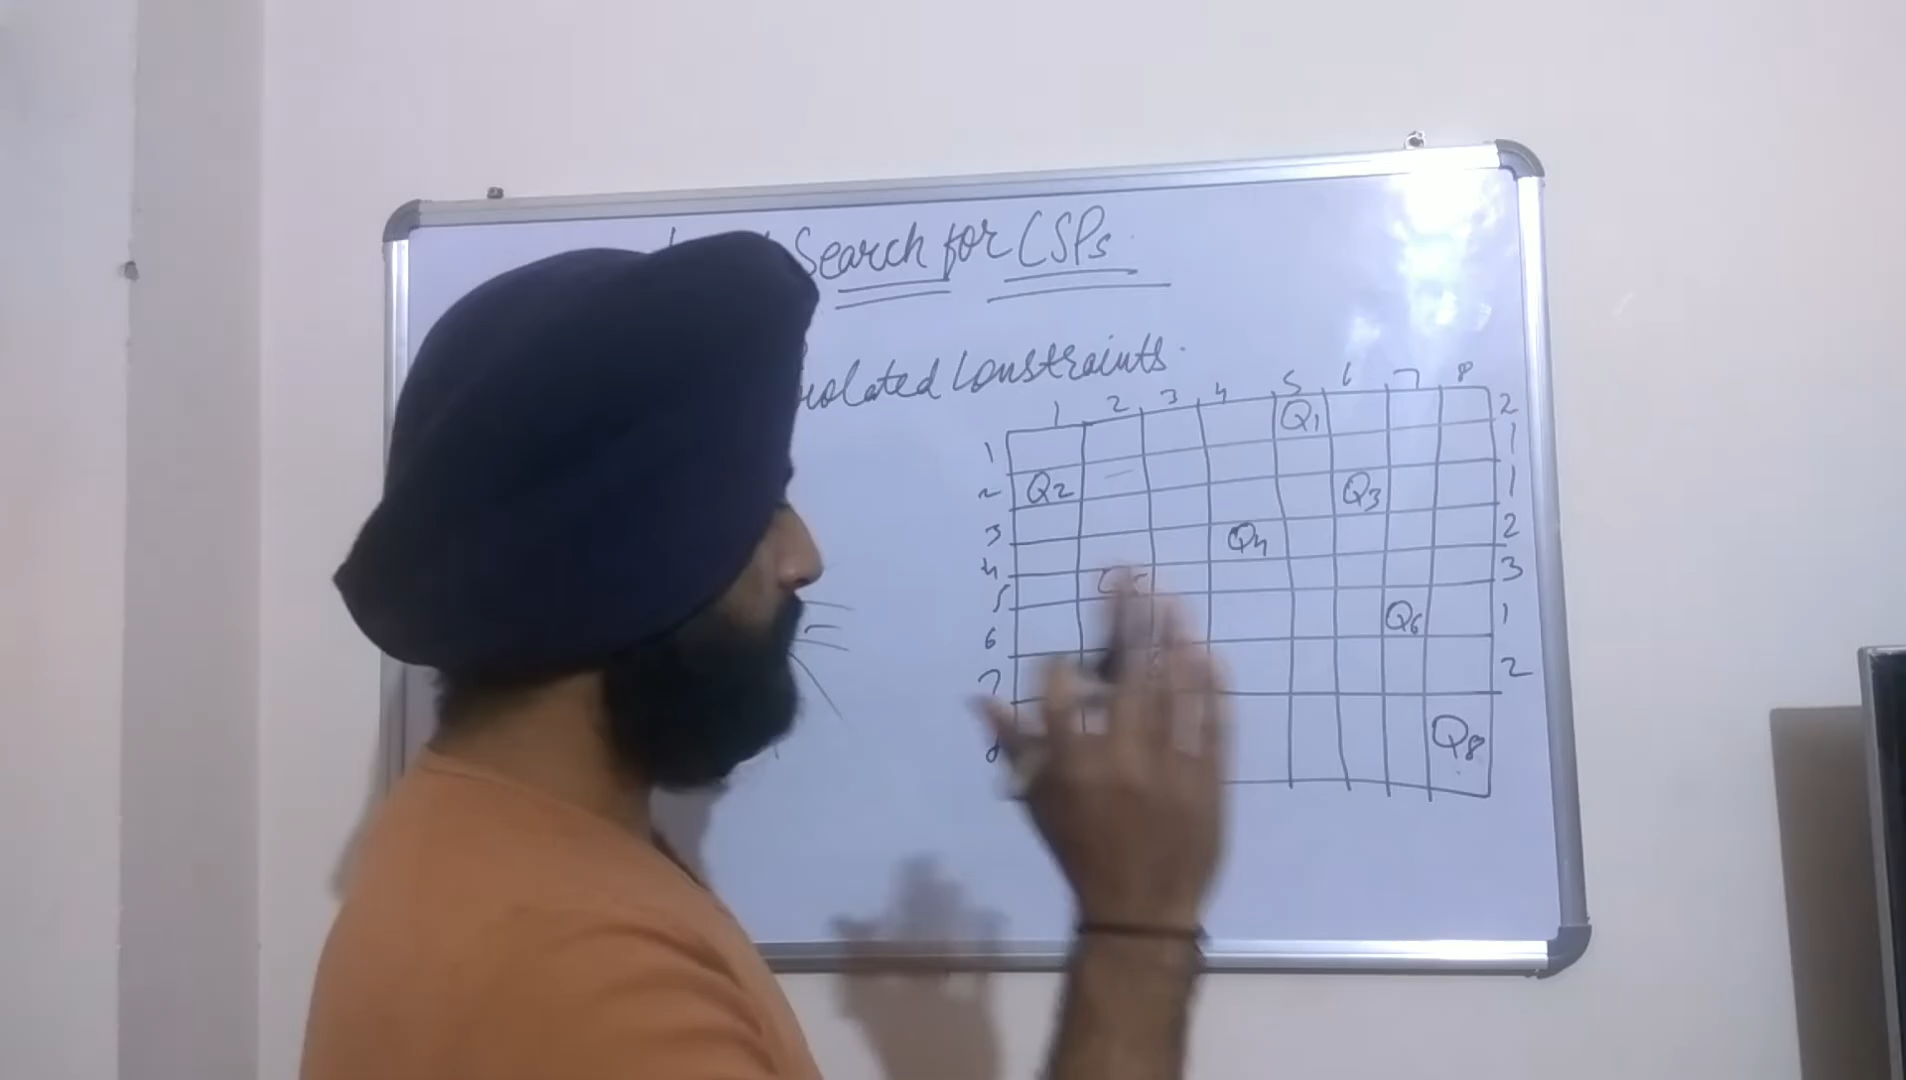 Search for CSPs
Constraints.
1 2 3 4 5 6 7 8
1 Q1 2
1
2 Q2 Q3 1
3 Q4 2
4 3
5 Q6 1
6
7 2
8 Q8